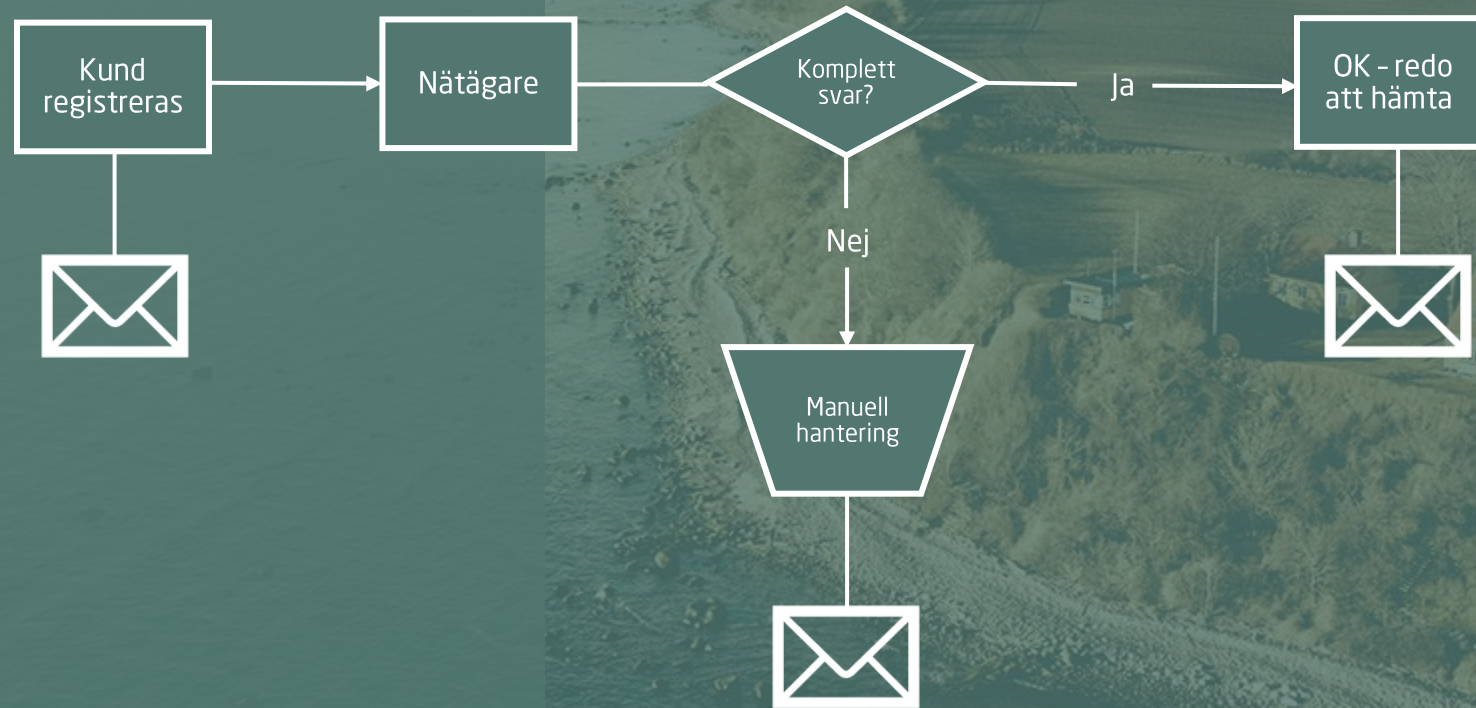 Kund
registreras
Nätägare
Komplett
svar?
Ja
OK – redo
att hämta
Nej
Manuell
hantering